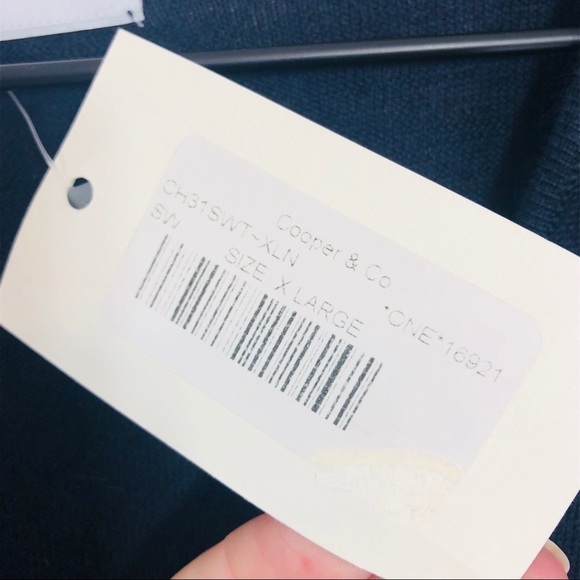 Cooper & Co.
CH31SWT-XLN *ONE*16921
SW SIZE X LARGE